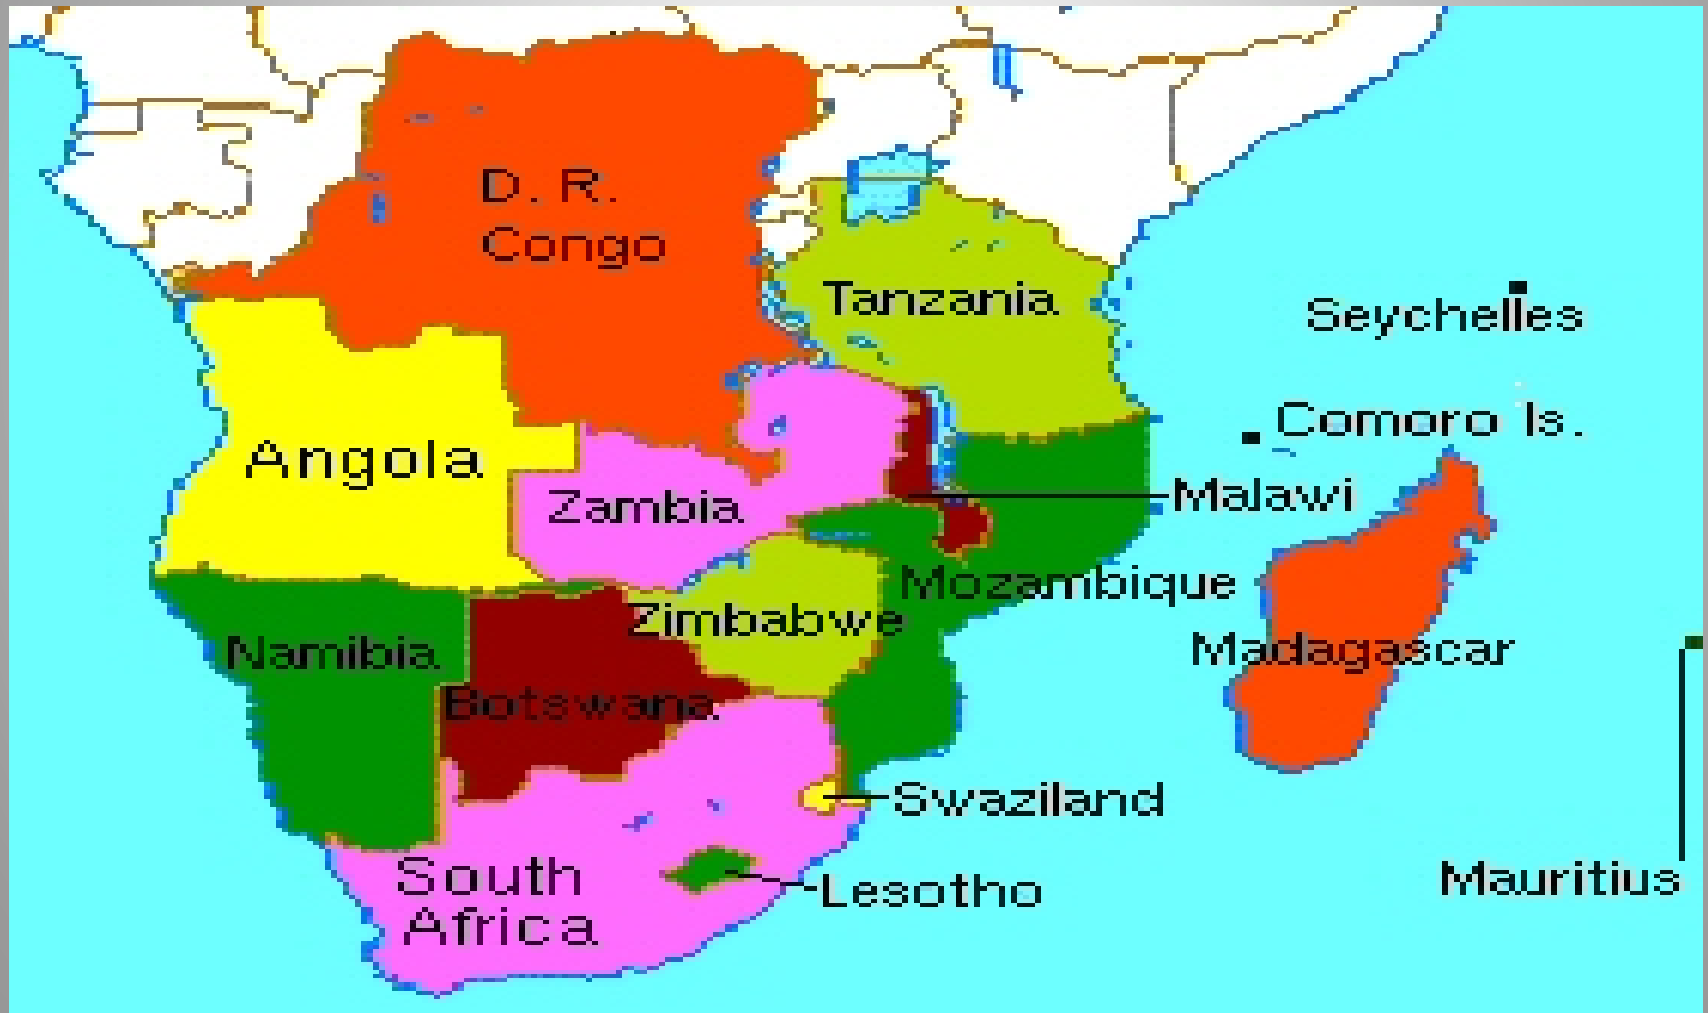 D. R.
Congo
Tanzania
Seychelles
Comoro Is.
Angola
Zambia
Malawi
Mozambique
Zimbabwe
Namibia
Madagascar
Botswana
Swaziland
South
Africa
Lesotho
Mauritius